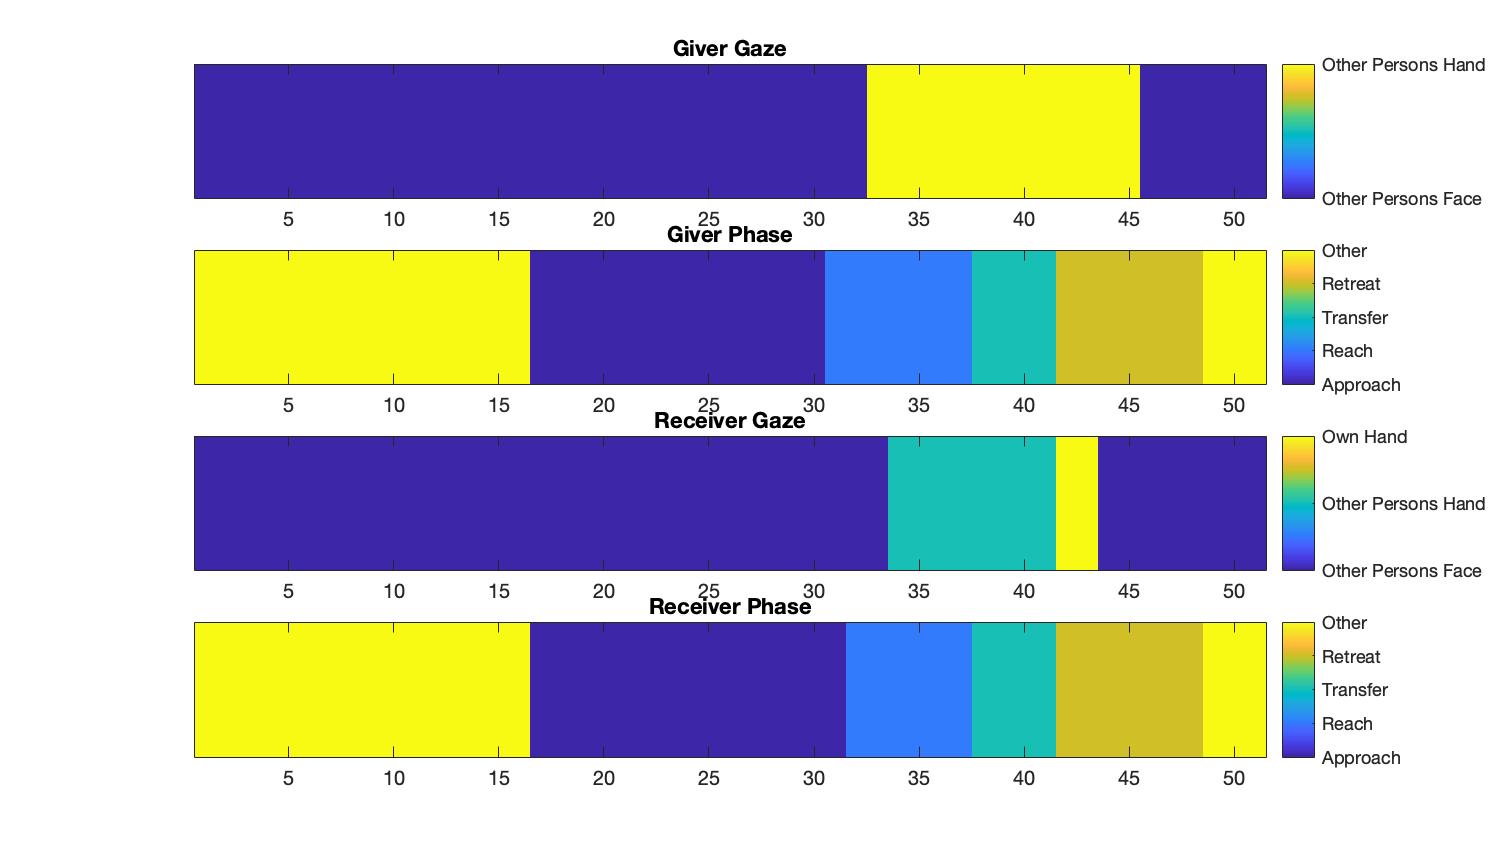 Giver Gaze
Other Persons Hand
Other Persons Face
5 10 15 20 25 30 35 40 45 50
Giver Phase
Other
Retreat
Transfer
Reach
Approach
5 10 15 20 25 30 35 40 45 50
Receiver Gaze
Own Hand
Other Persons Hand
Other Persons Face
5 10 15 20 25 30 35 40 45 50
Receiver Phase
Other
Retreat
Transfer
Reach
Approach
5 10 15 20 25 30 35 40 45 50